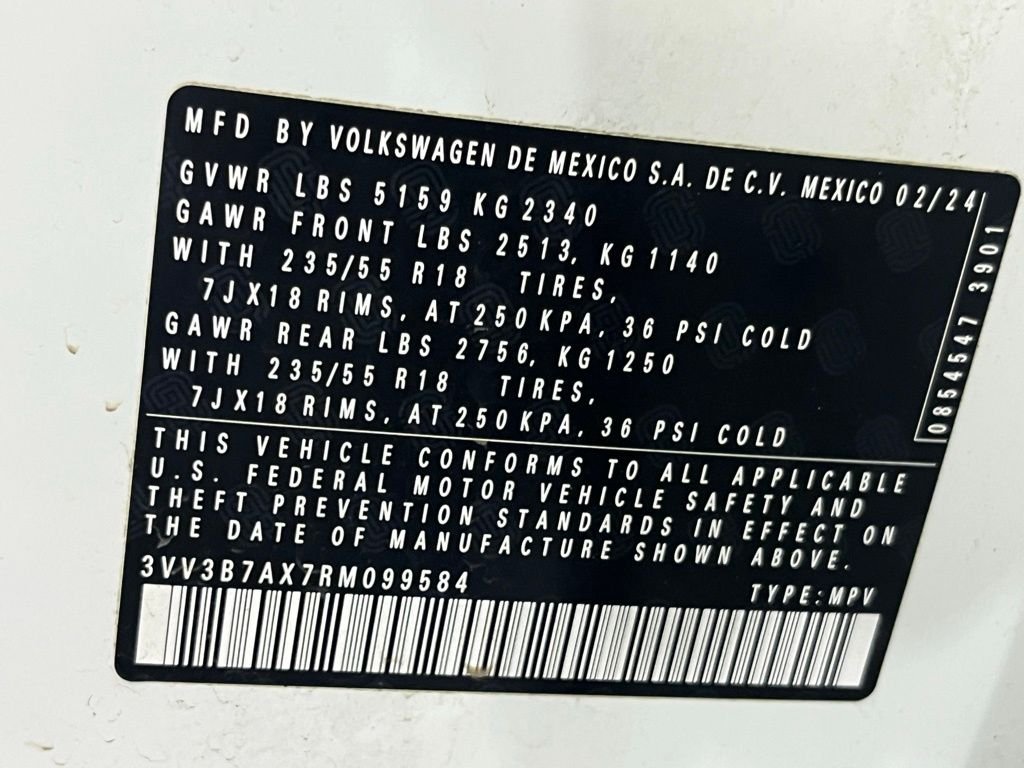 MFD BY VOLKSWAGEN DE MEXICO S.A. DE C.V. MEXICO 02/24
GVWR LBS 5159 KG 2340
GAWR FRONT LBS 2513, KG 1140
WITH 235/55 R18 TIRES,
7JX18 RIMS, AT 250 KPA, 36 PSI COLD
GAWR REAR LBS 2756, KG 1250
WITH 235/55 R18 TIRES,
7JX18 RIMS, AT 250 KPA, 36 PSI COLD
0854547 3901
THIS VEHICLE CONFORMS TO ALL APPLICABLE
U.S. FEDERAL MOTOR VEHICLE SAFETY AND
THEFT PREVENTION STANDARDS IN EFFECT ON
THE DATE OF MANUFACTURE SHOWN ABOVE.
3VV3B7AX7RM099584 TYPE:MPV